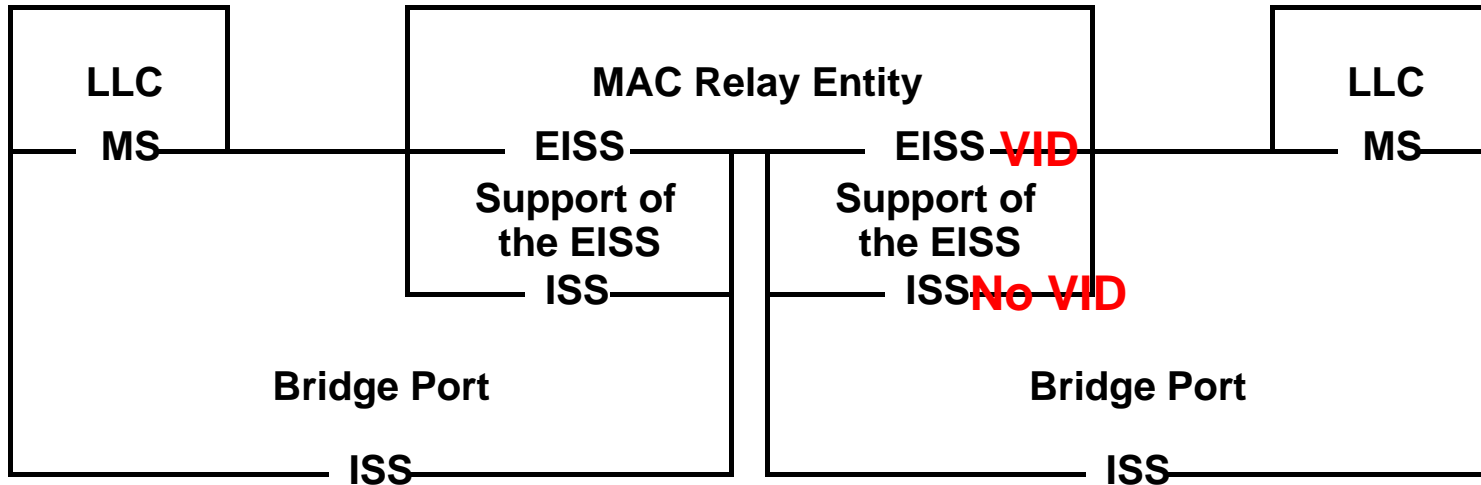 LLC MAC Relay Entity LLC
MS EISS EISS VID MS
Support of Support of
the EISS the EISS
ISS ISS No VID
Bridge Port Bridge Port
ISS ISS